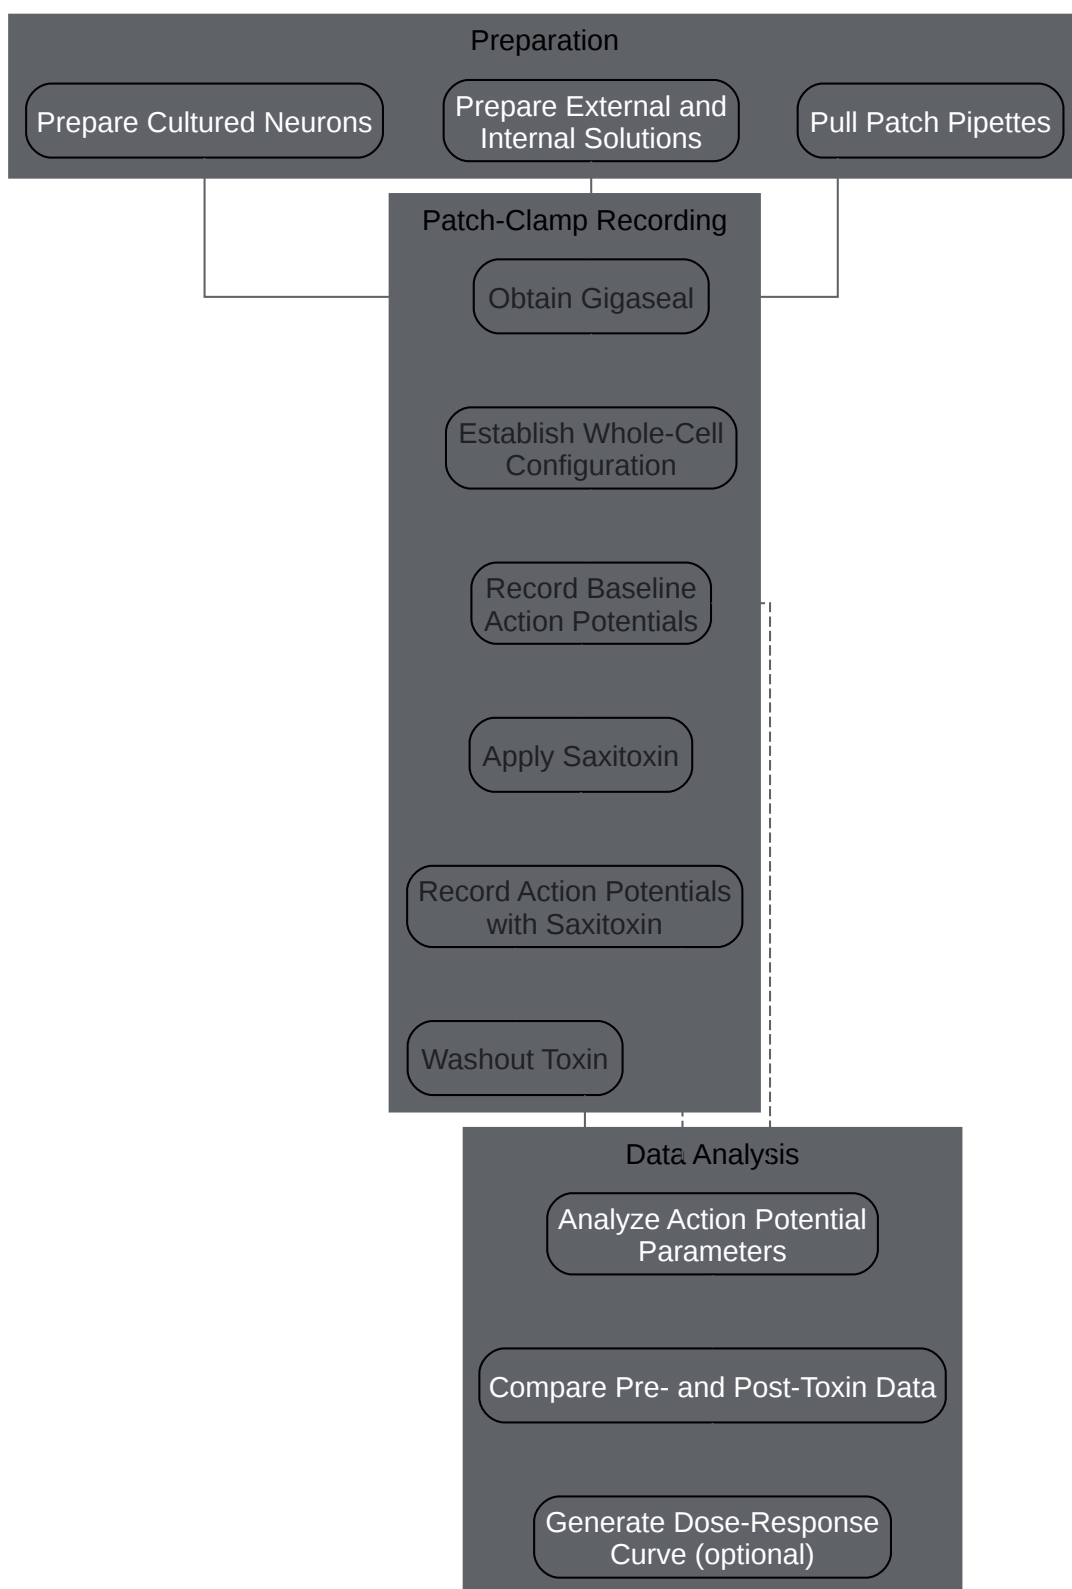 Preparation
Prepare Cultured Neurons
Prepare External and
Internal Solutions
Pull Patch Pipettes
Patch-Clamp Recording
Obtain Gigaseal
Establish Whole-Cell
Configuration
Record Baseline
Action Potentials
Apply Saxitoxin
Record Action Potentials
with Saxitoxin
Washout Toxin
Data Analysis
Analyze Action Potential
Parameters
Compare Pre- and Post-Toxin Data
Generate Dose-Response
Curve (optional)